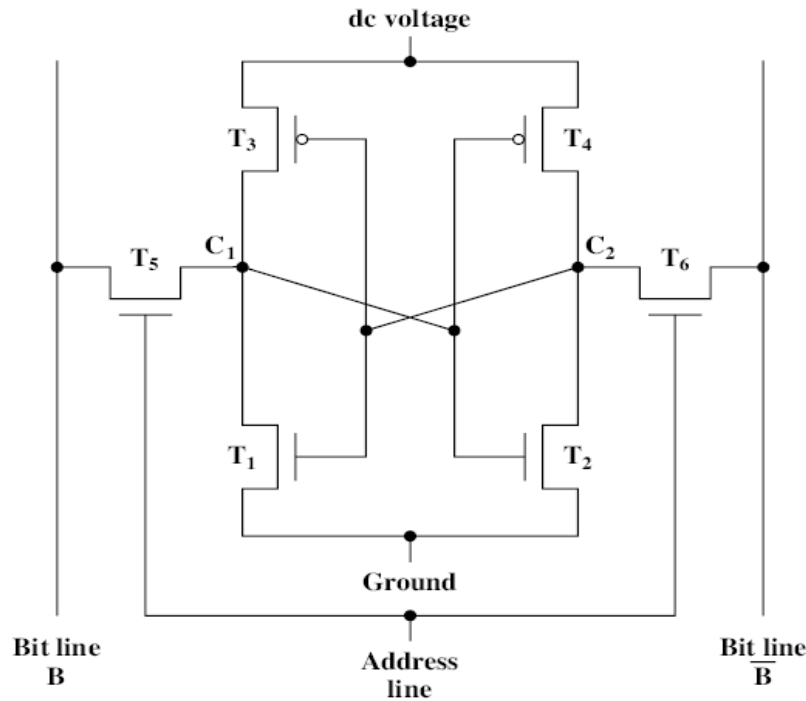 dc voltage
T3
T4
T5
C1
C2
T6
T1
T2
Ground
Bit line
B
Address
line
Bit line
B̅